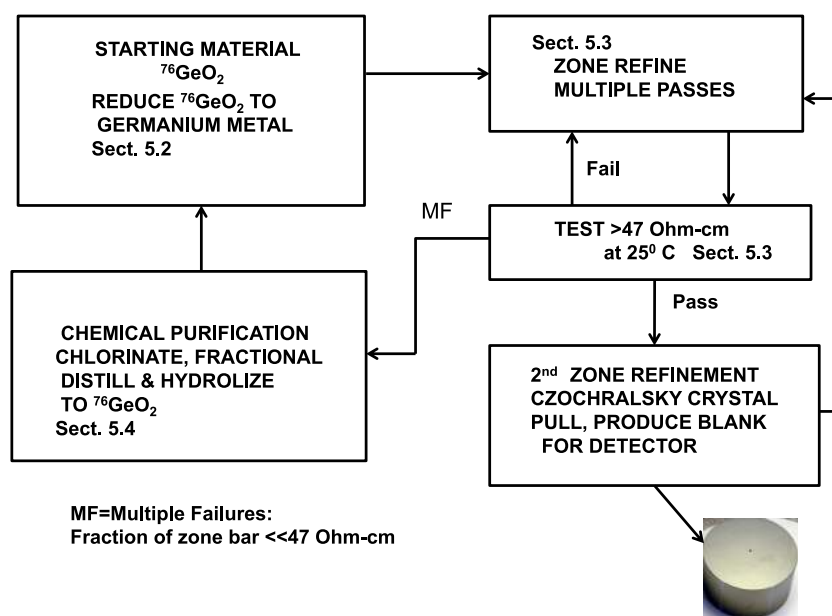 STARTING MATERIAL
⁷⁶GeO₂
REDUCE ⁷⁶GeO₂ TO
GERMANIUM METAL
Sect. 5.2
Sect. 5.3
ZONE REFINE
MULTIPLE PASSES
Fail
MF
TEST >47 Ohm-cm
at 25⁰ C Sect. 5.3
Pass
CHEMICAL PURIFICATION
CHLORINATE, FRACTIONAL
DISTILL & HYDROLIZE
TO ⁷⁶GeO₂
Sect. 5.4
2ⁿᵈ ZONE REFINEMENT
CZOCHRALSKY CRYSTAL
PULL, PRODUCE BLANK
FOR DETECTOR
MF=Multiple Failures:
Fraction of zone bar <<47 Ohm-cm